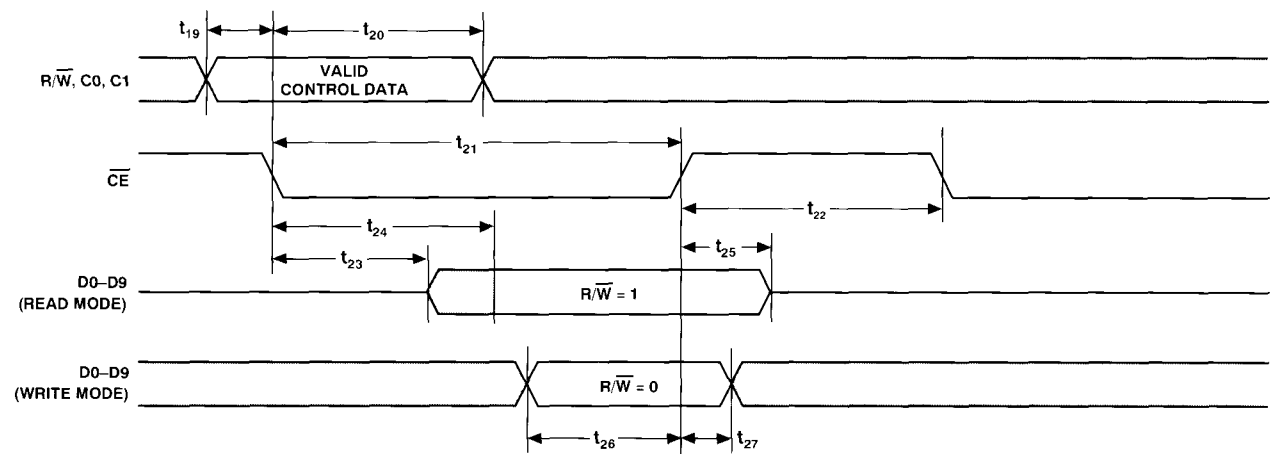 t19 t20
R/W̅, C0, C1
VALID
CONTROL DATA
t21
C̅E̅
t22
t24
t23
t25
D0–D9
(READ MODE)
R/W̅ = 1
D0–D9
(WRITE MODE)
R/W̅ = 0
t26
t27